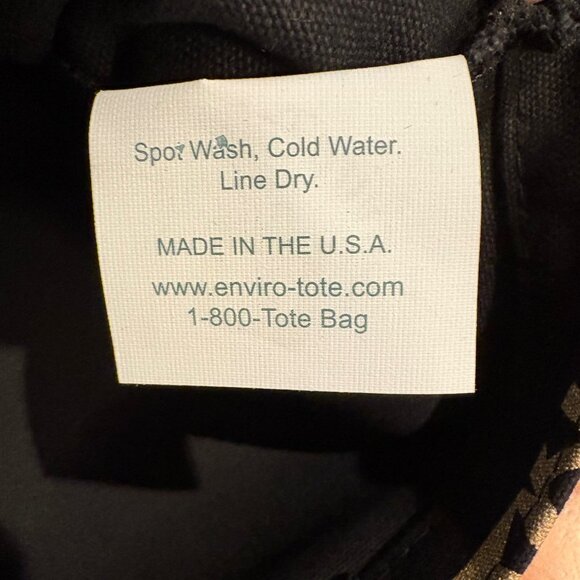 Spot Wash, Cold Water.
Line Dry.
MADE IN THE U.S.A.
www.enviro-tote.com
1-800-Tote Bag